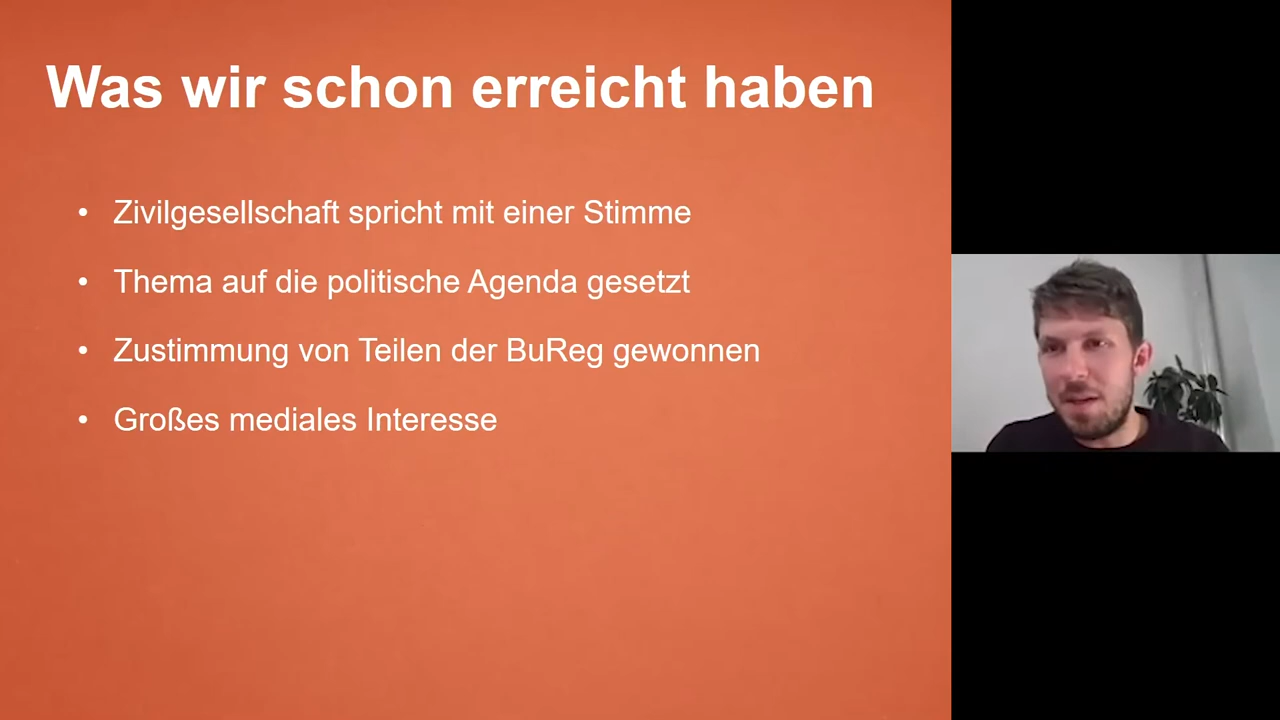 Was wir schon erreicht haben
• Zivilgesellschaft spricht mit einer Stimme
• Thema auf die politische Agenda gesetzt
• Zustimmung von Teilen der BuReg gewonnen
• Großes mediales Interesse